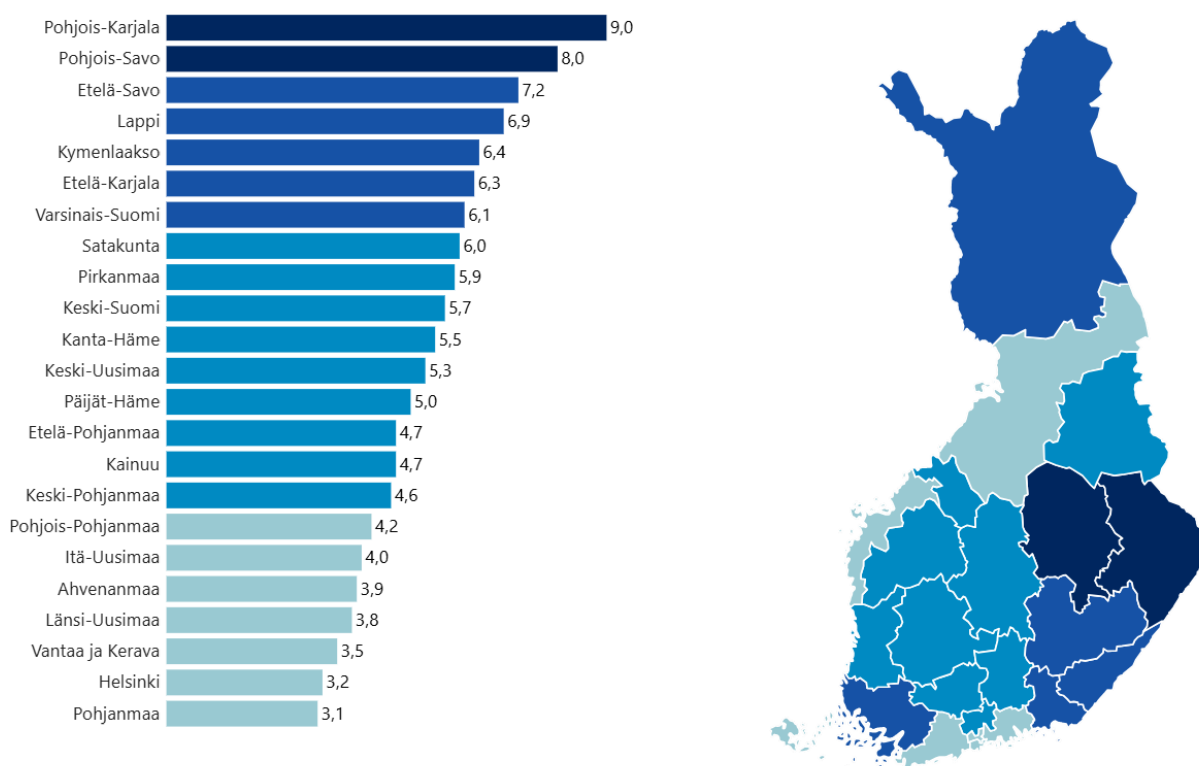 Pohjois-Karjala 9,0
Pohjois-Savo 8,0
Etelä-Savo 7,2
Lappi 6,9
Kymenlaakso 6,4
Etelä-Karjala 6,3
Varsinais-Suomi 6,1
Satakunta 6,0
Pirkanmaa 5,9
Keski-Suomi 5,7
Kanta-Häme 5,5
Keski-Uusimaa 5,3
Päijät-Häme 5,0
Etelä-Pohjanmaa 4,7
Kainuu 4,7
Keski-Pohjanmaa 4,6
Pohjois-Pohjanmaa 4,2
Itä-Uusimaa 4,0
Ahvenanmaa 3,9
Länsi-Uusimaa 3,8
Vantaa ja Kerava 3,5
Helsinki 3,2
Pohjanmaa 3,1